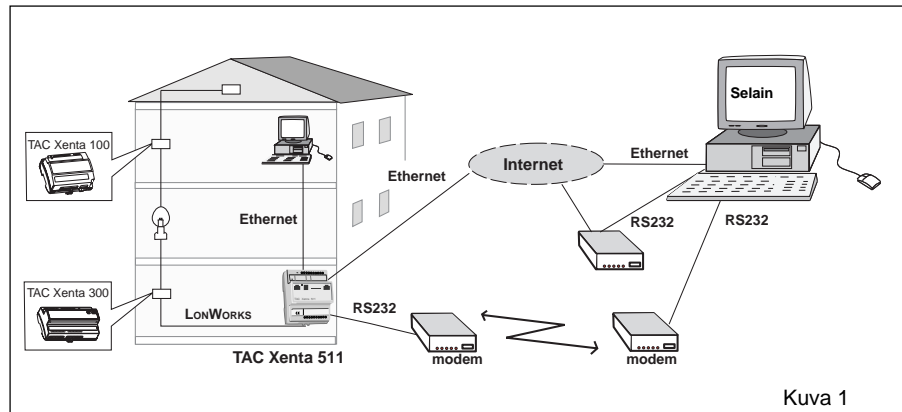 Selain
TAC Xenta 100
Internet
Ethernet
Ethernet
Ethernet
RS232
RS232
TAC Xenta 300
LONWORKS
RS232
TAC Xenta 511
modem
modem
Kuva 1